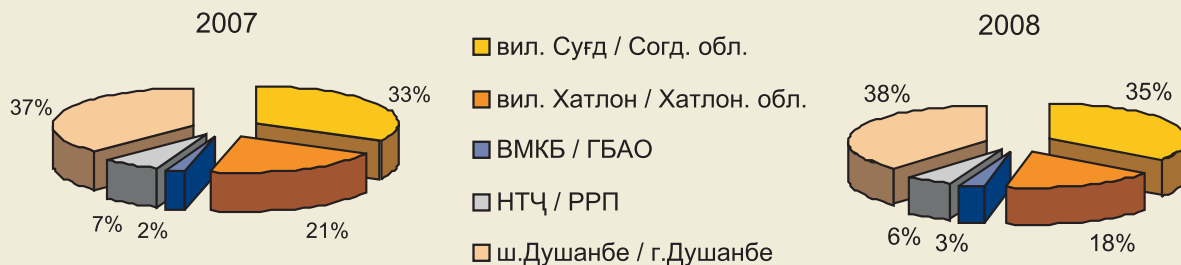 2007
37%
33%
7%
2%
21%
вил. Суғд / Согд. обл.
вил. Хатлон / Хатлон. обл.
ВМКБ / ГБАО
НТҶ / РРП
ш.Душанбе / г.Душанбе
2008
38%
35%
6%
3%
18%